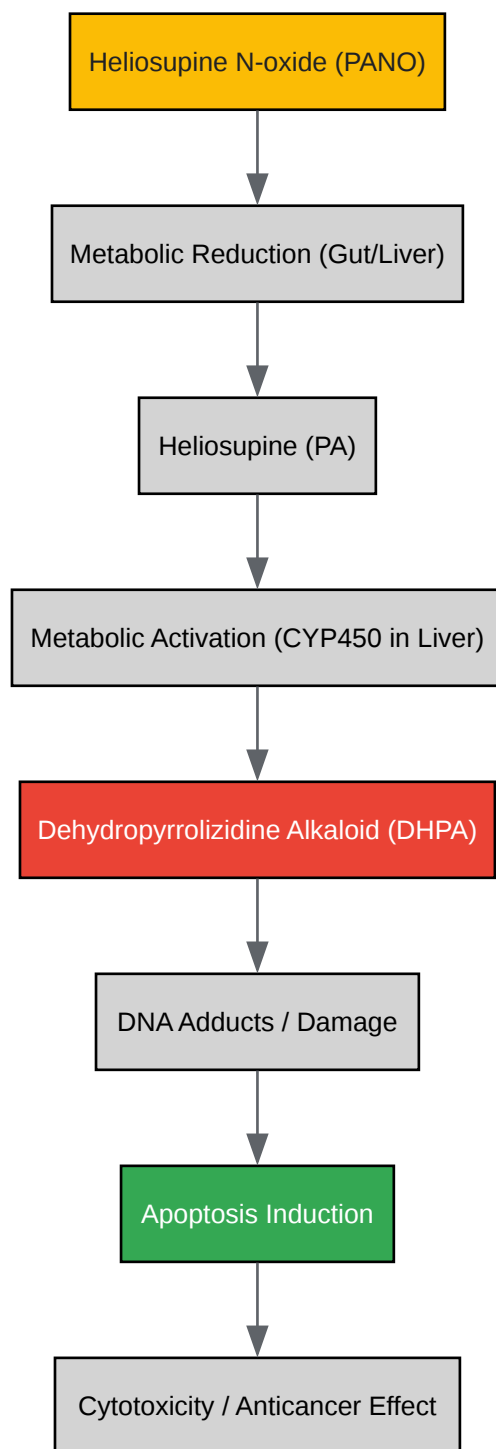 Heliosupine N-oxide (PANO)
Metabolic Reduction (Gut/Liver)
Heliosupine (PA)
Metabolic Activation (CYP450 in Liver)
Dehydropyrrolizidine Alkaloid (DHPA)
DNA Adducts / Damage
Apoptosis Induction
Cytotoxicity / Anticancer Effect